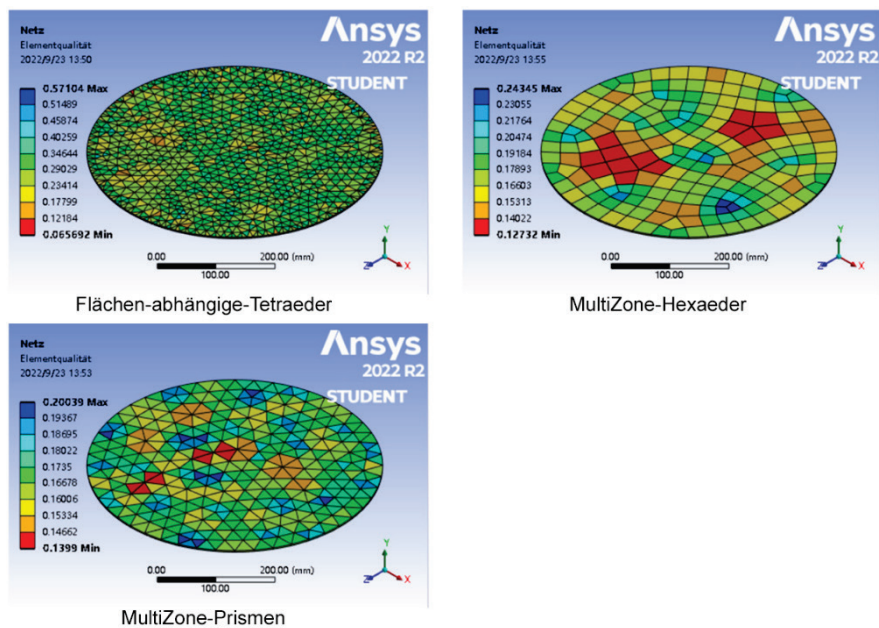 Netz
Elementqualität
2022/9/23 13:50
0.57104 Max
0.51489
0.45874
0.40259
0.34644
0.29029
0.23414
0.17799
0.12184
0.065692 Min
Ansys
2022 R2
STUDENT
0.00
200.00 (mm)
100.00
Y
Z
X
Flächen-abhängige-Tetraeder
Netz
Elementqualität
2022/9/23 13:55
0.24345 Max
0.23055
0.21764
0.20474
0.19184
0.17893
0.16603
0.15313
0.14022
0.12732 Min
Ansys
2022 R2
STUDENT
0.00
200.00 (mm)
100.00
Y
Z
X
MultiZone-Hexaeder
Netz
Elementqualität
2022/9/23 13:53
0.20039 Max
0.19367
0.18695
0.18022
0.1735
0.16678
0.16006
0.15334
0.14662
0.1399 Min
Ansys
2022 R2
STUDENT
0.00
200.00 (mm)
100.00
Y
Z
X
MultiZone-Prismen